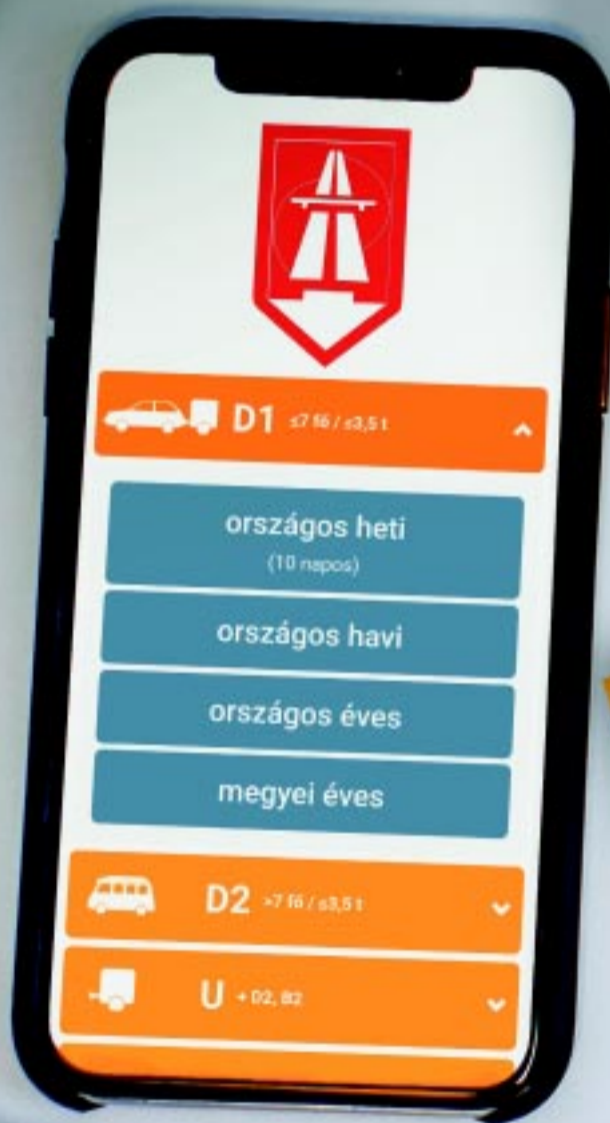 D1 ≤7 fő / ≤3,5 t
országos heti
(10 napos)
országos havi
országos éves
megyei éves
D2 >7 fő / ≤3,5 t
U + D2, B2